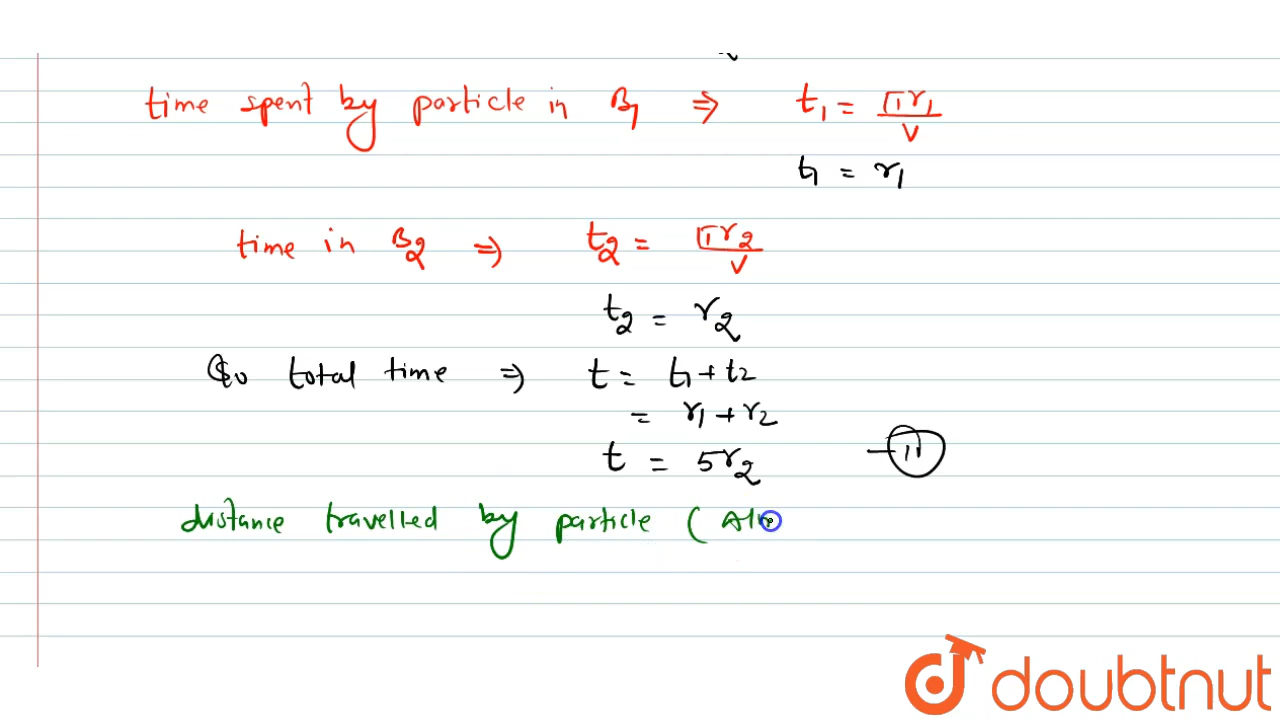 time spent by particle in B1 ⇒ t1 = πr1/v
t1 = r1
time in B2 ⇒ t2 = πr2/v
t2 = r2
So total time ⇒ t = t1 + t2
= r1 + r2
t = 5r2 — II
distance travelled by particle (
doubtnut